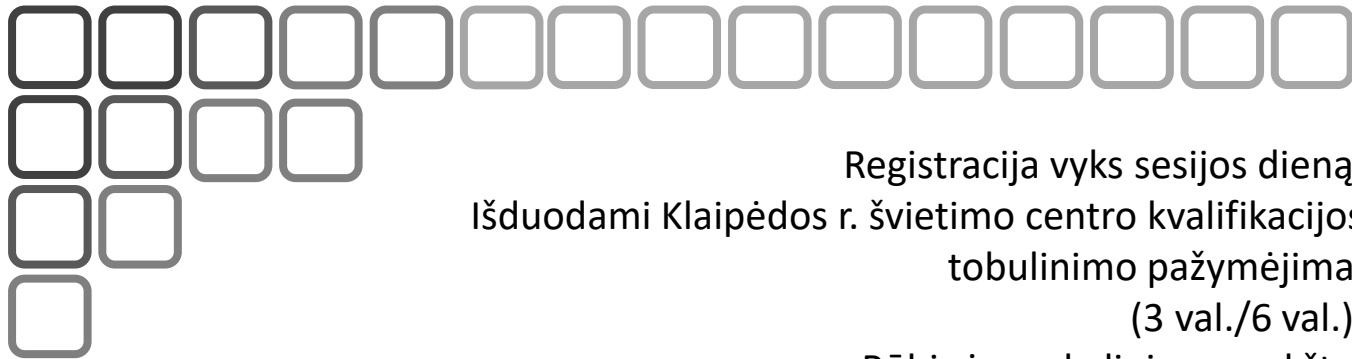 Registracija vyks sesijos dieną
Išduodami Klaipėdos r. švietimo centro kvalifikacijos
tobulinimo pažymėjima
(3 val./6 val.)